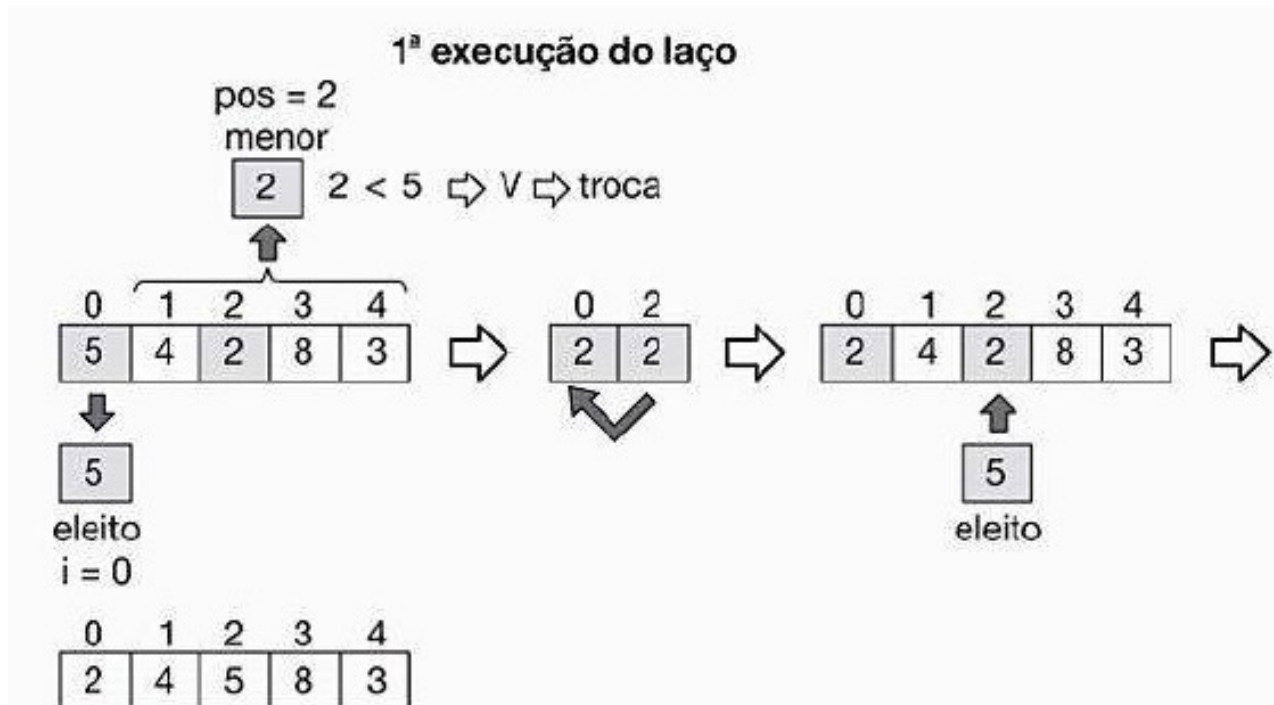 1ª execução do laço
pos = 2
menor
2 2 < 5 ⇨ V ⇨ troca
0 1 2 3 4
5 4 2 8 3
0 2
2 2
0 1 2 3 4
2 4 2 8 3
5
eleito
i = 0
5
eleito
0 1 2 3 4
2 4 5 8 3